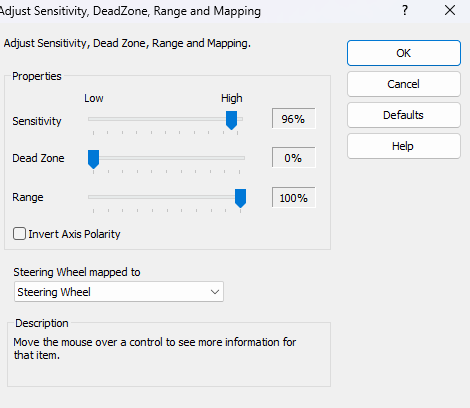 Adjust Sensitivity, DeadZone, Range and Mapping ?
Adjust Sensitivity, Dead Zone, Range and Mapping.
OK
Properties
Cancel
Low High
Sensitivity 96%
Defaults
Dead Zone 0%
Help
Range 100%
Invert Axis Polarity
Steering Wheel mapped to
Steering Wheel
Description
Move the mouse over a control to see more information for
that item.